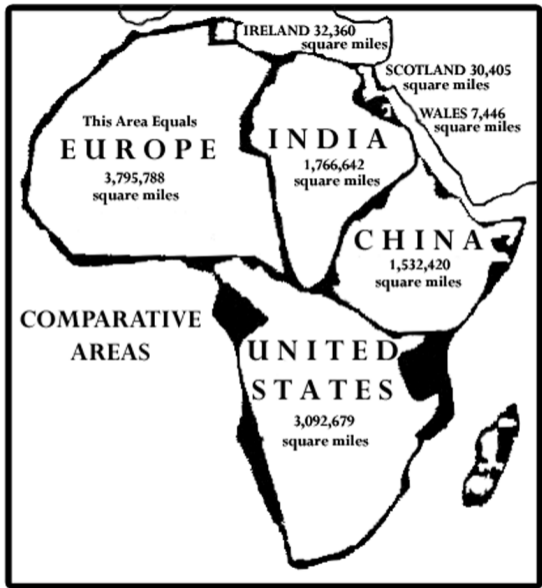 IRELAND 32,360
square miles
SCOTLAND 30,405
square miles
WALES 7,446
square miles
This Area Equals
EUROPE
3,795,788
square miles
INDIA
1,766,642
square miles
CHINA
1,532,420
square miles
COMPARATIVE
AREAS
UNITED
STATES
3,092,679
square miles